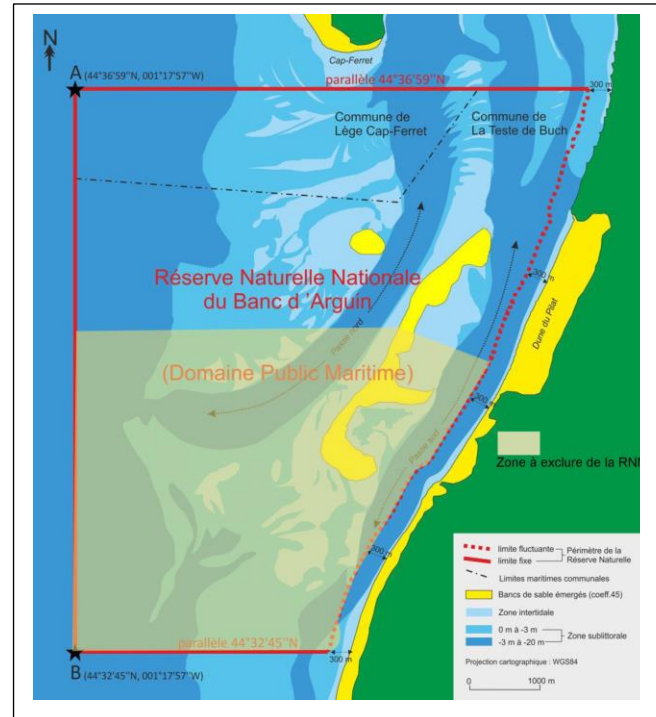 N
Cap-Ferret
A (44°36'59''N, 001°17'57''W)
parallèle 44°36'59''N
300 m
Commune de
Lège Cap-Ferret
Commune de
La Teste de Buch
Réserve Naturelle Nationale
du Banc d 'Arguin
300 m
Dune du Pilat
Passe nord
(Domaine Public Maritime)
300
Passe sud
Zone à exclure de la RNN
300 m
limite fluctuante
limite fixe
Périmètre de la
Réserve Naturelle
Limites maritimes communales
Bancs de sable émergés (coeff.45)
Zone intertidale
0 m à -3 m
-3 m à -20 m
Zone sublittorale
Projection cartographique : WGS84
0 1000 m
parallèle 44°32'45''N
300 m
B (44°32'45''N, 001°17'57''W)